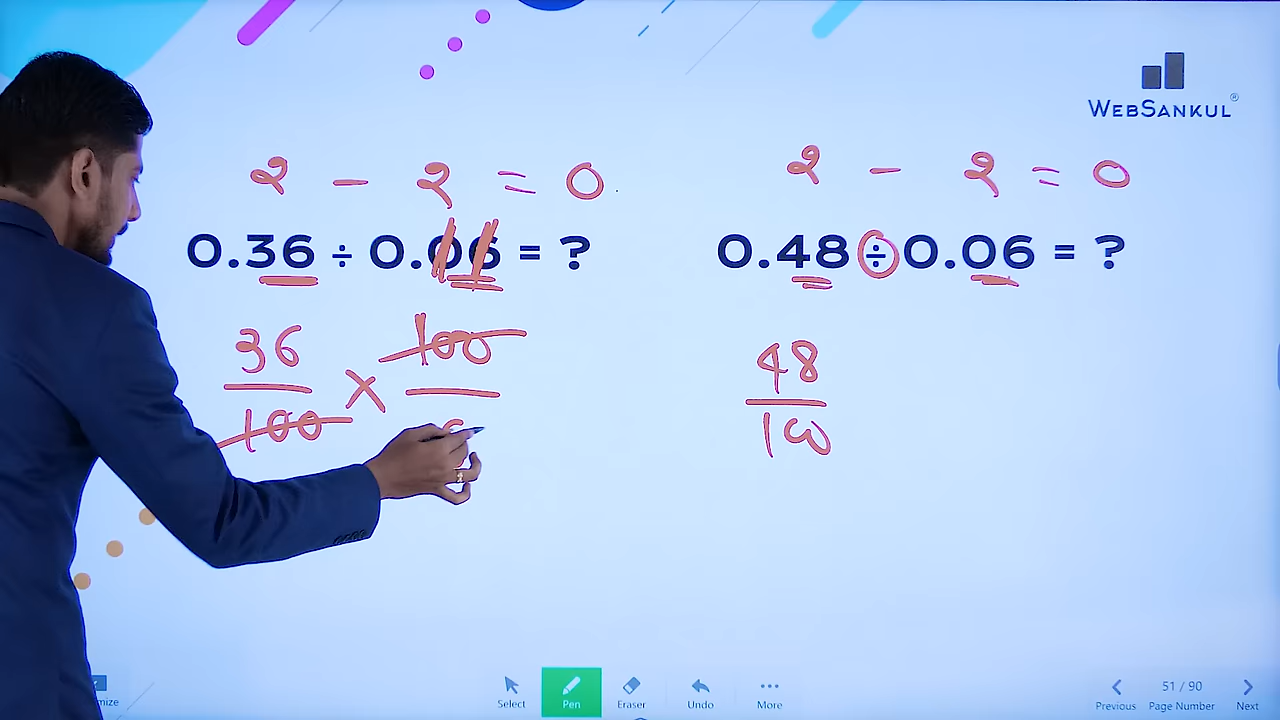 WEBSANKUL®
२ - २ = 0
२ - २ = 0
0.36 ÷ 0.06 = ?
0.48 ÷ 0.06 = ?
36
100
×
100
48
100
Select
Pen
Eraser
Undo
More
Previous
51 / 90
Page Number
Next